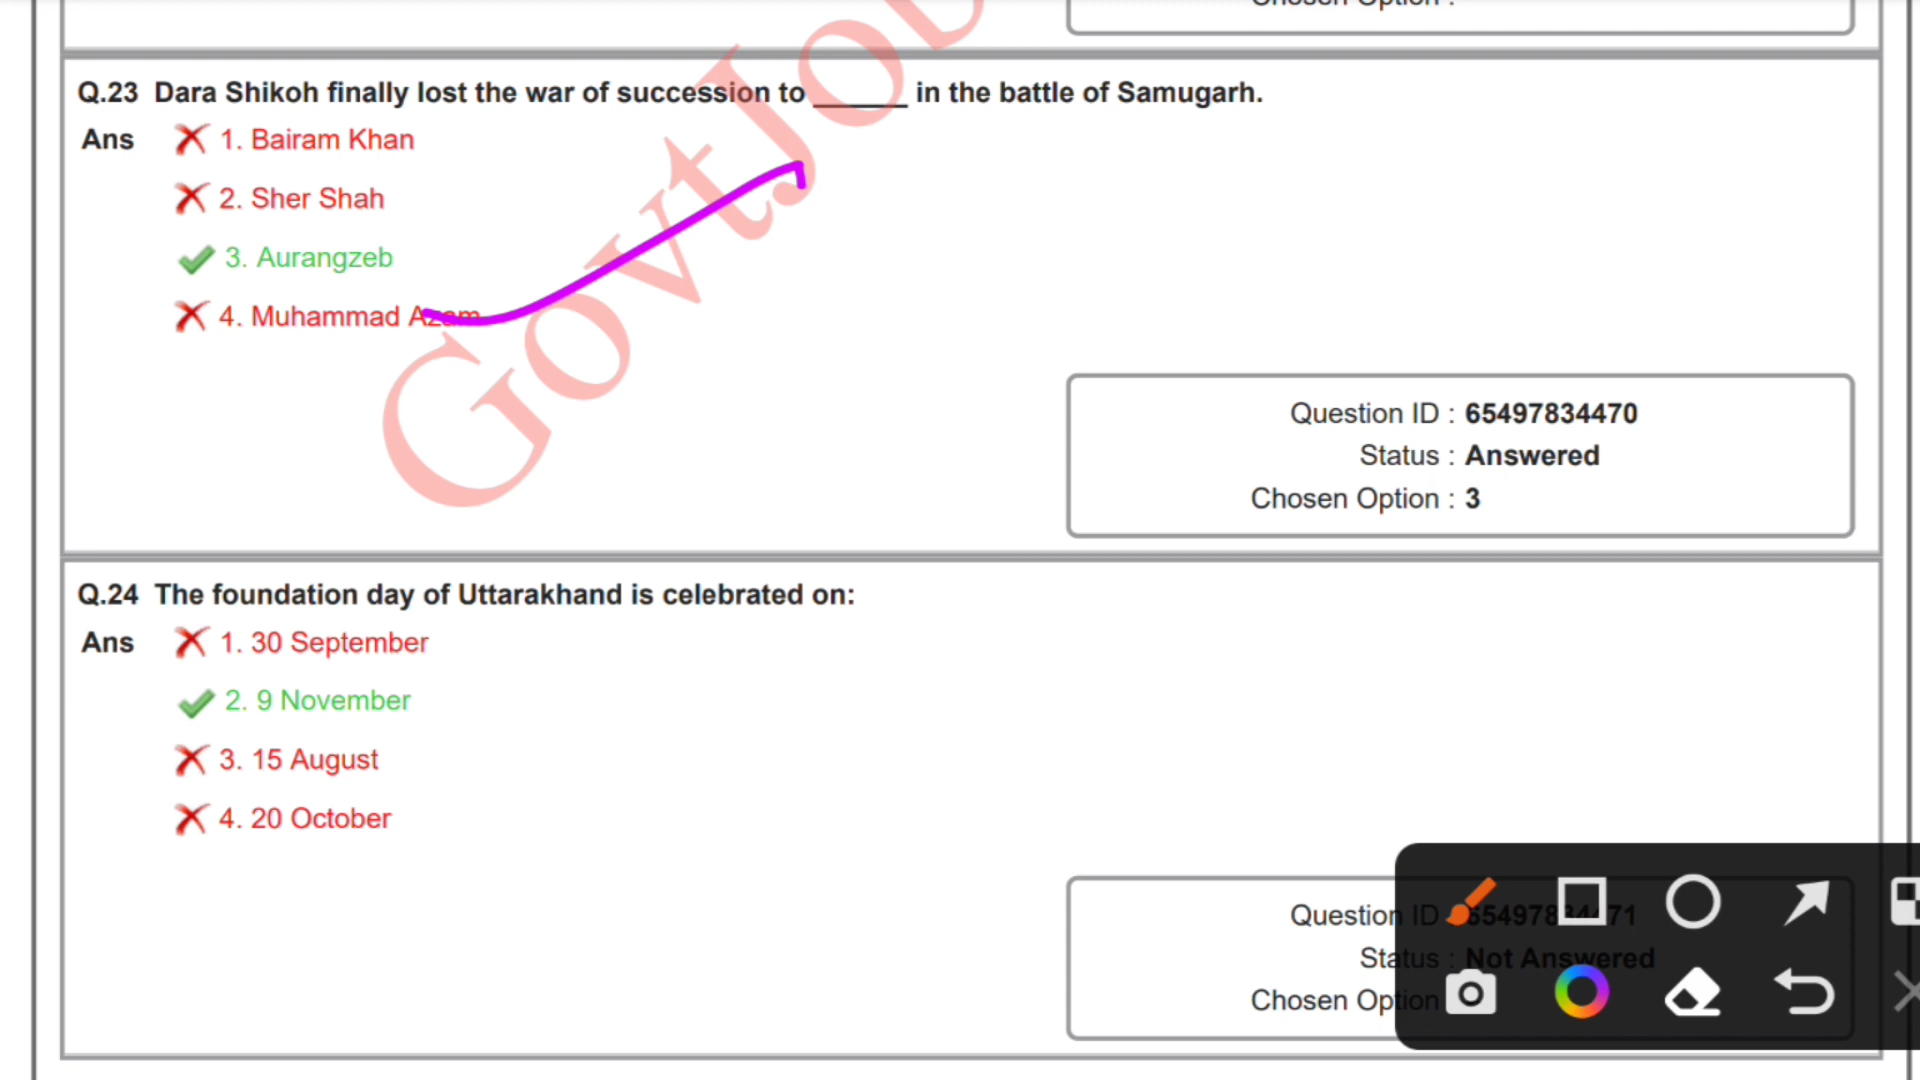 Chosen Option :
Q.23 Dara Shikoh finally lost the war of succession to ______ in the battle of Samugarh.
Ans 1. Bairam Khan
2. Sher Shah
3. Aurangzeb
4. Muhammad Azam
GovtJob
Question ID : 65497834470
Status : Answered
Chosen Option : 3
Q.24 The foundation day of Uttarakhand is celebrated on:
Ans 1. 30 September
2. 9 November
3. 15 August
4. 20 October
Question ID : 65497834471
Status : Not Answered
Chosen Option